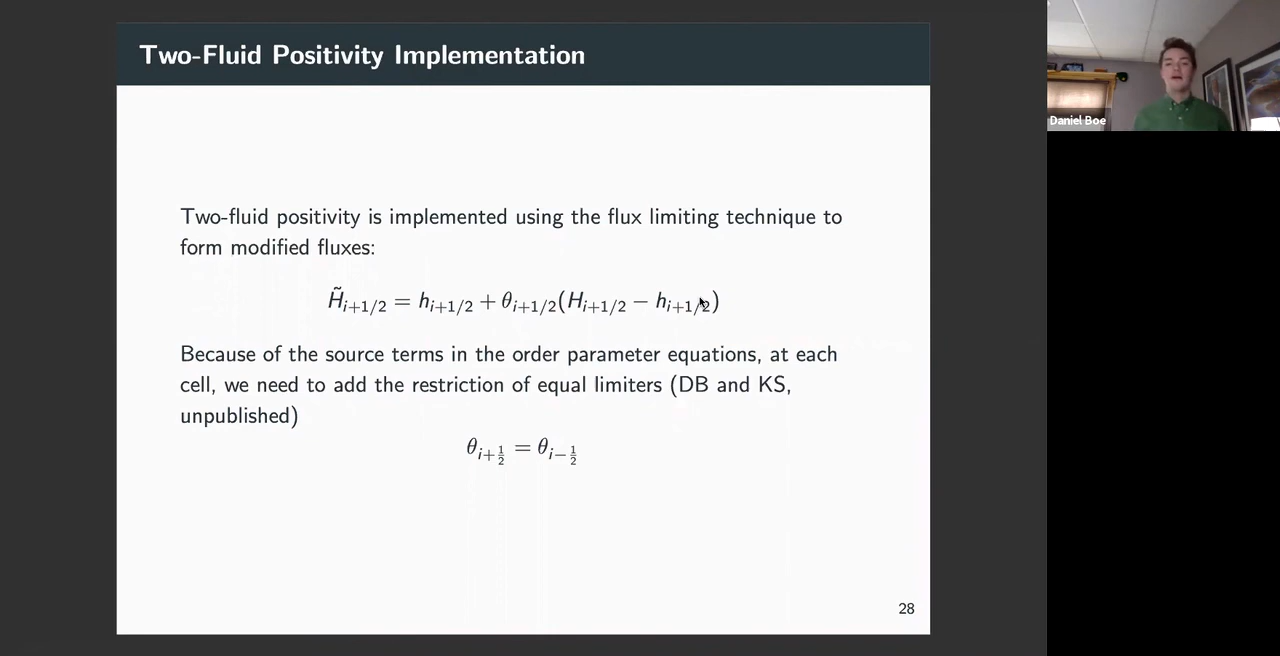 Two-Fluid Positivity Implementation
Two-fluid positivity is implemented using the flux limiting technique to
form modified fluxes:
H̃_{i+1/2} = h_{i+1/2} + θ_{i+1/2}(H_{i+1/2} − h_{i+1/2})
Because of the source terms in the order parameter equations, at each
cell, we need to add the restriction of equal limiters (DB and KS,
unpublished)
θ_{i+\frac{1}{2}} = θ_{i−\frac{1}{2}}
28
Daniel Boe